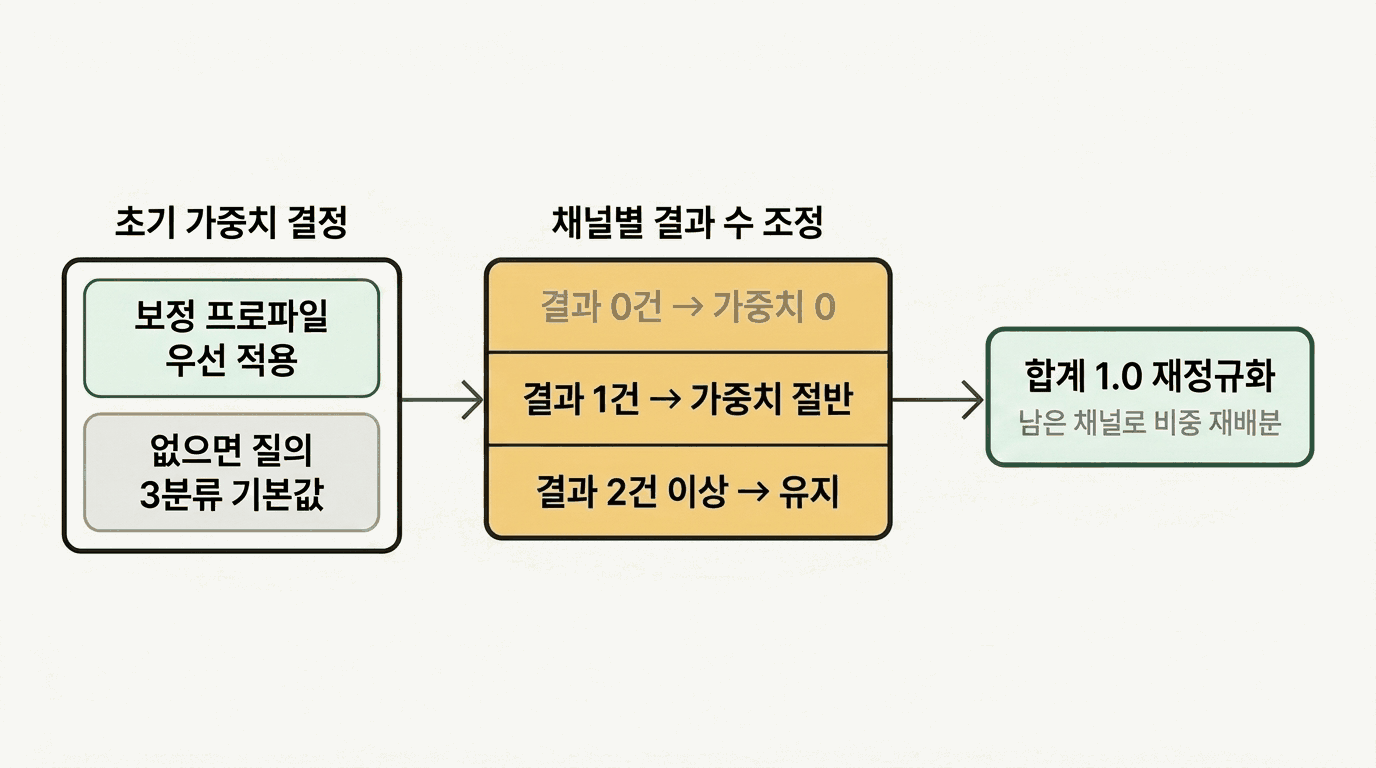 초기 가중치 결정
보정 프로파일
우선 적용
없으면 질의
3분류 기본값
채널별 결과 수 조정
결과 0건 → 가중치 0
결과 1건 → 가중치 절반
결과 2건 이상 → 유지
합계 1.0 재정규화
남은 채널로 비중 재배분